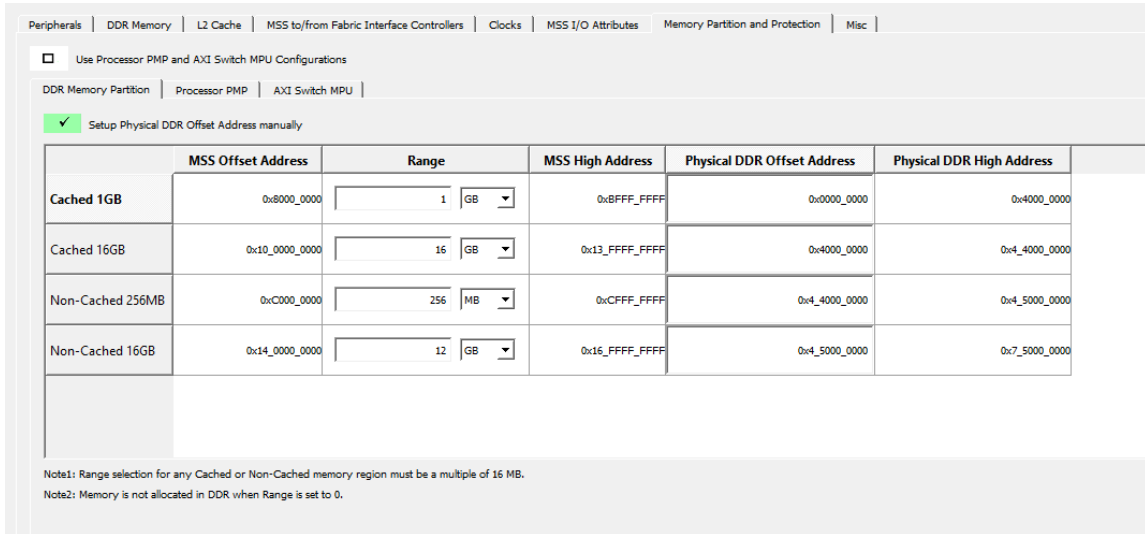 Peripherals DDR Memory L2 Cache MSS to/from Fabric Interface Controllers Clocks MSS I/O Attributes Memory Partition and Protection Misc
Use Processor PMP and AXI Switch MPU Configurations
DDR Memory Partition Processor PMP AXI Switch MPU
Setup Physical DDR Offset Address manually
MSS Offset Address Range MSS High Address Physical DDR Offset Address Physical DDR High Address
Cached 1GB 0x8000_0000 1 GB 0xBFFF_FFFF 0x0000_0000 0x4000_0000
Cached 16GB 0x10_0000_0000 16 GB 0x13_FFFF_FFFF 0x4000_0000 0x4_4000_0000
Non-Cached 256MB 0xC000_0000 256 MB 0xCFFF_FFFF 0x4_4000_0000 0x4_5000_0000
Non-Cached 16GB 0x14_0000_0000 12 GB 0x16_FFFF_FFFF 0x4_5000_0000 0x7_5000_0000
Note1: Range selection for any Cached or Non-Cached memory region must be a multiple of 16 MB.
Note2: Memory is not allocated in DDR when Range is set to 0.